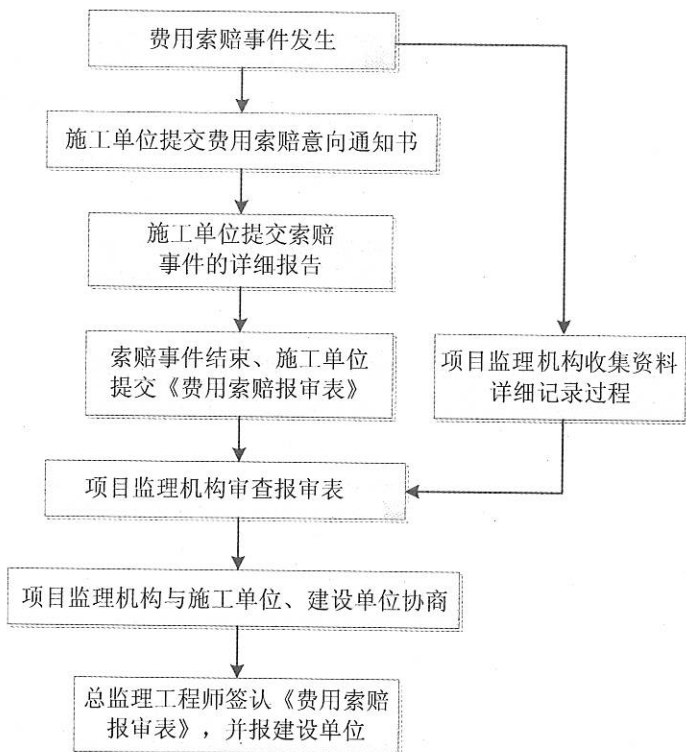 费用索赔事件发生
施工单位提交费用索赔意向通知书
施工单位提交索赔
事件的详细报告
索赔事件结束、施工单位
提交《费用索赔报审表》
项目监理机构收集资料
详细记录过程
项目监理机构审查报审表
项目监理机构与施工单位、建设单位协商
总监理工程师签认《费用索赔
报审表》，并报建设单位